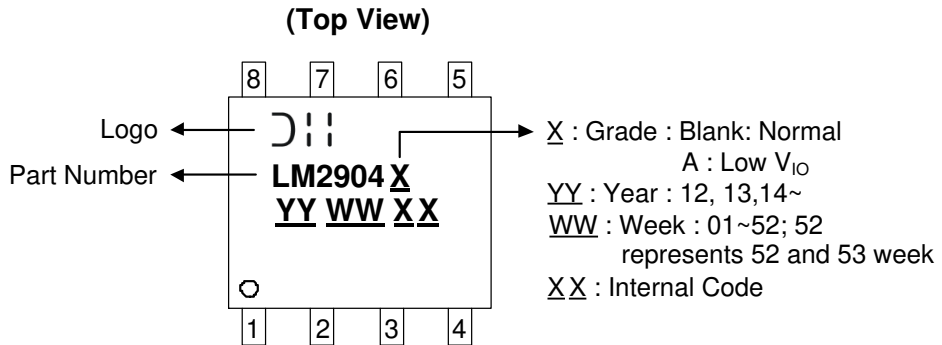 (Top View)
8 7 6 5
Logo
Part Number
LM2904 X
YY WW XX
X : Grade : Blank: Normal
A : Low VIO
YY : Year : 12, 13,14~
WW : Week : 01~52; 52
represents 52 and 53 week
XX : Internal Code
1 2 3 4